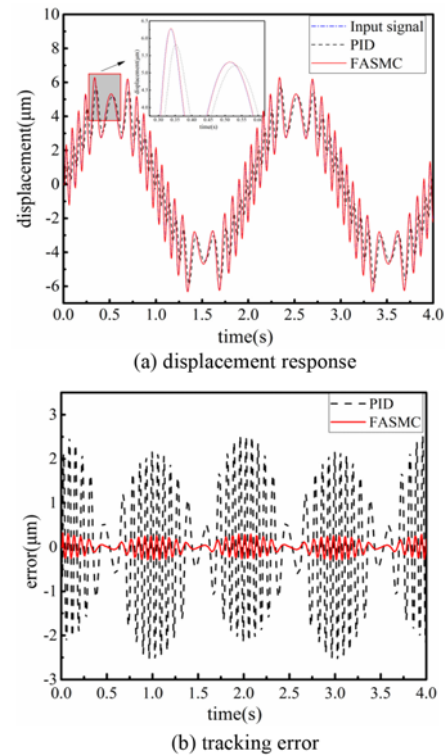 10
8
6
4
2
0
-2
-4
-6
displacement(μm)
Input signal
PID
FASMC
displacement(μm)
time(s)
0.0 0.5 1.0 1.5 2.0 2.5 3.0 3.5 4.0
time(s)
(a) displacement response
3
2
1
0
-1
-2
-3
error(μm)
PID
FASMC
0.0 0.5 1.0 1.5 2.0 2.5 3.0 3.5 4.0
time(s)
(b) tracking error